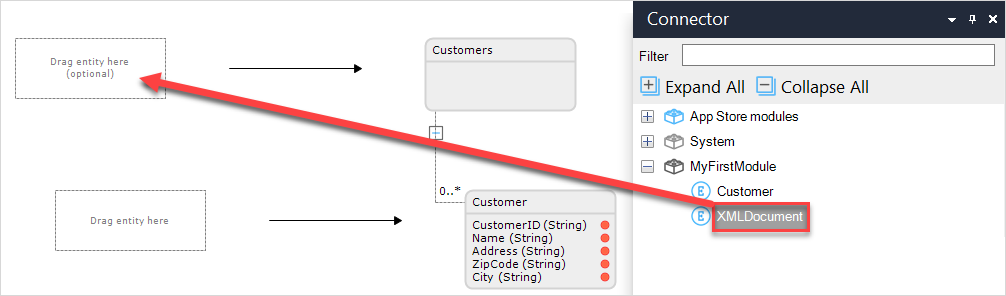 Drag entity here
(optional)
Customers
0..*
Drag entity here
Customer
CustomerID (String)
Name (String)
Address (String)
ZipCode (String)
City (String)
Connector
Filter
Expand All
Collapse All
App Store modules
System
MyFirstModule
E Customer
E XMLDocument